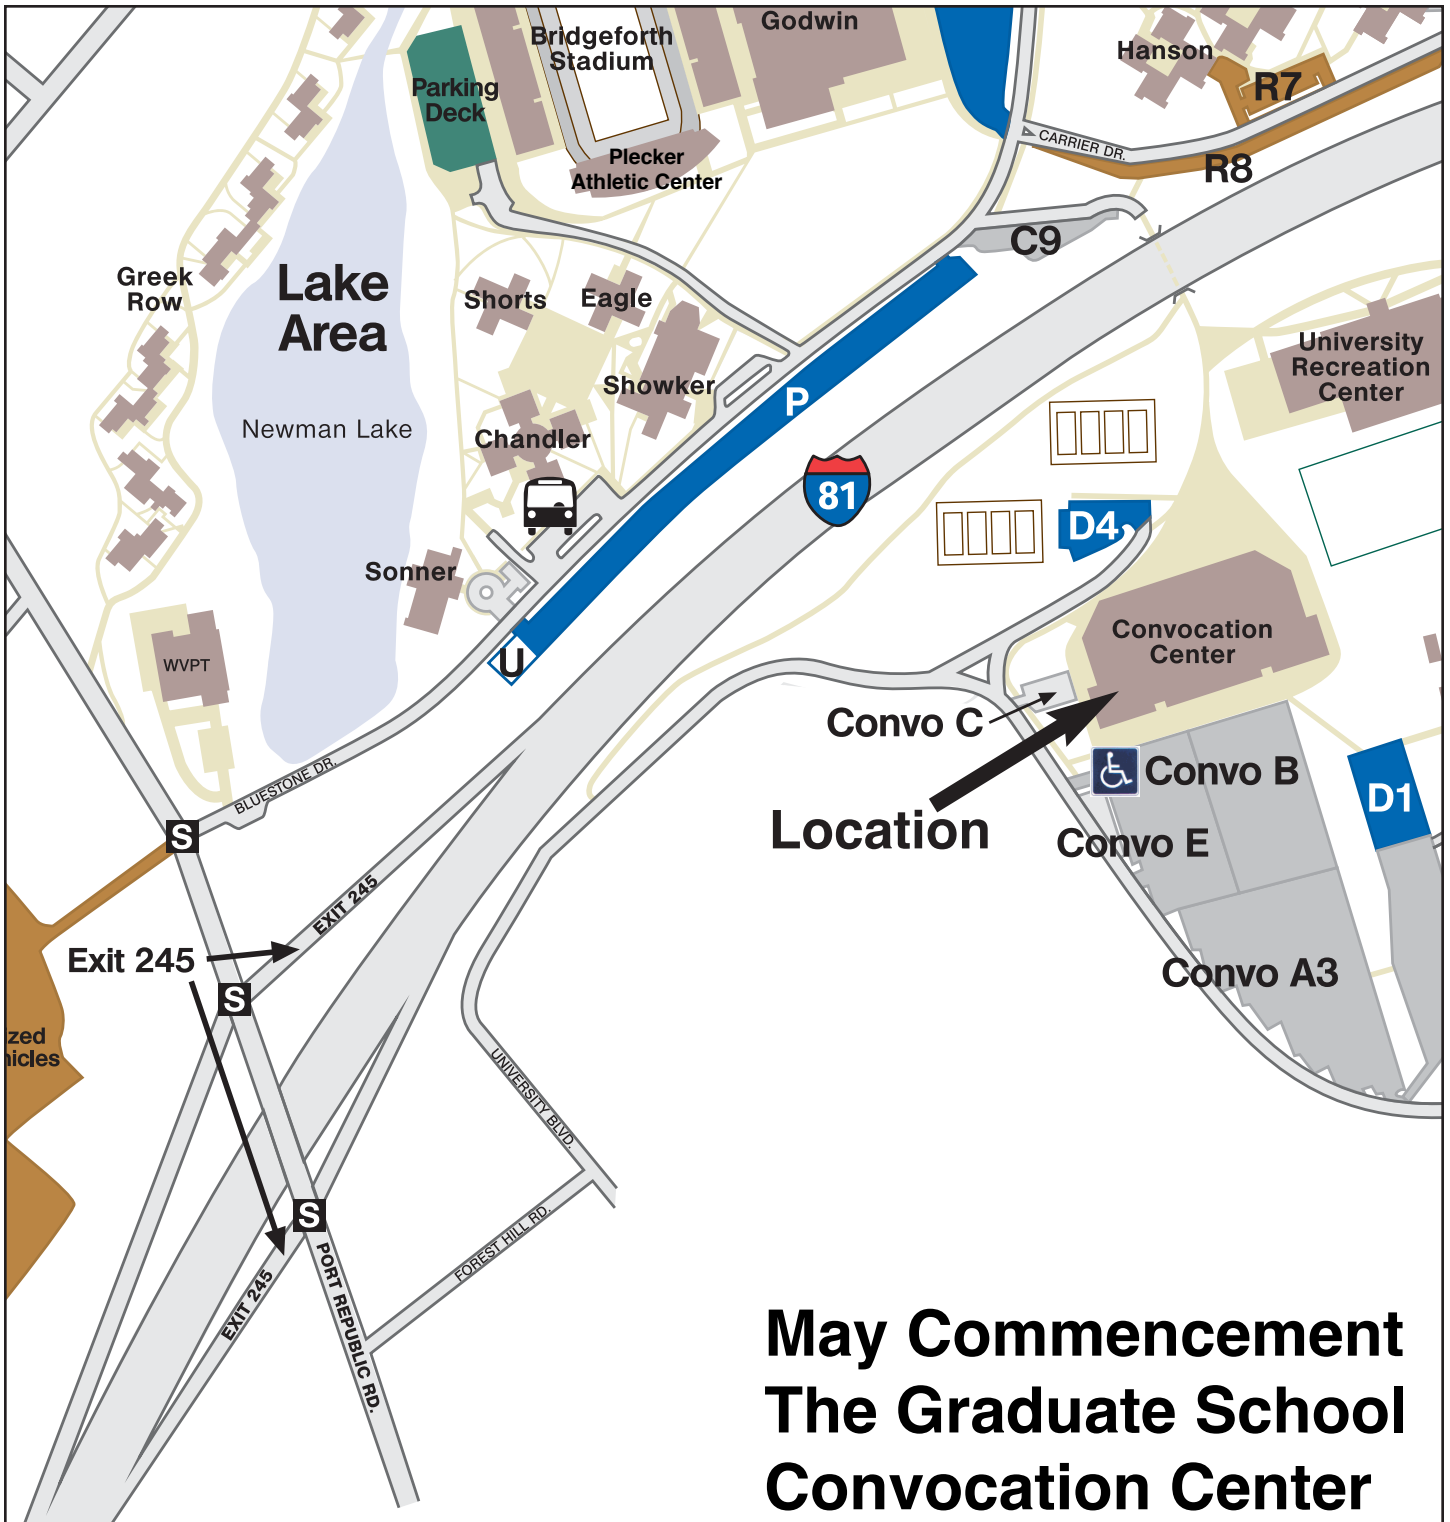 Godwin
Bridgeforth
Stadium
Hanson
Parking
Deck
R7
CARRIER DR.
Plecker
Athletic Center
R8
C9
Greek
Row
Lake
Area
Shorts
Eagle
University
Recreation
Center
Showker
P
Newman Lake
Chandler
81
D4
Sonner
Convocation
Center
WVPT
U
Convo C
BLUESTONE DR.
Convo B
D1
Location
S
Convo E
EXIT 245
Exit 245
Convo A3
S
zed
hicles
UNIVERSITY BLVD.
S
FOREST HILL RD.
EXIT 245
PORT REPUBLIC RD.
May Commencement
The Graduate School
Convocation Center